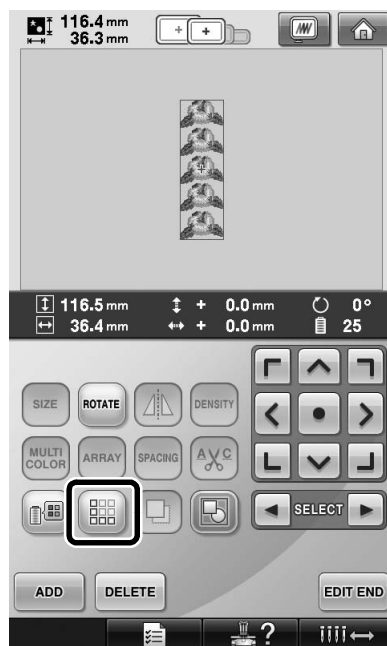 116.4 mm
36.3 mm
116.5 mm + 0.0 mm 0°
36.4 mm + 0.0 mm 25
SIZE ROTATE DENSITY
MULTI COLOR ARRAY SPACING AXC
SELECT
ADD DELETE EDIT END
?